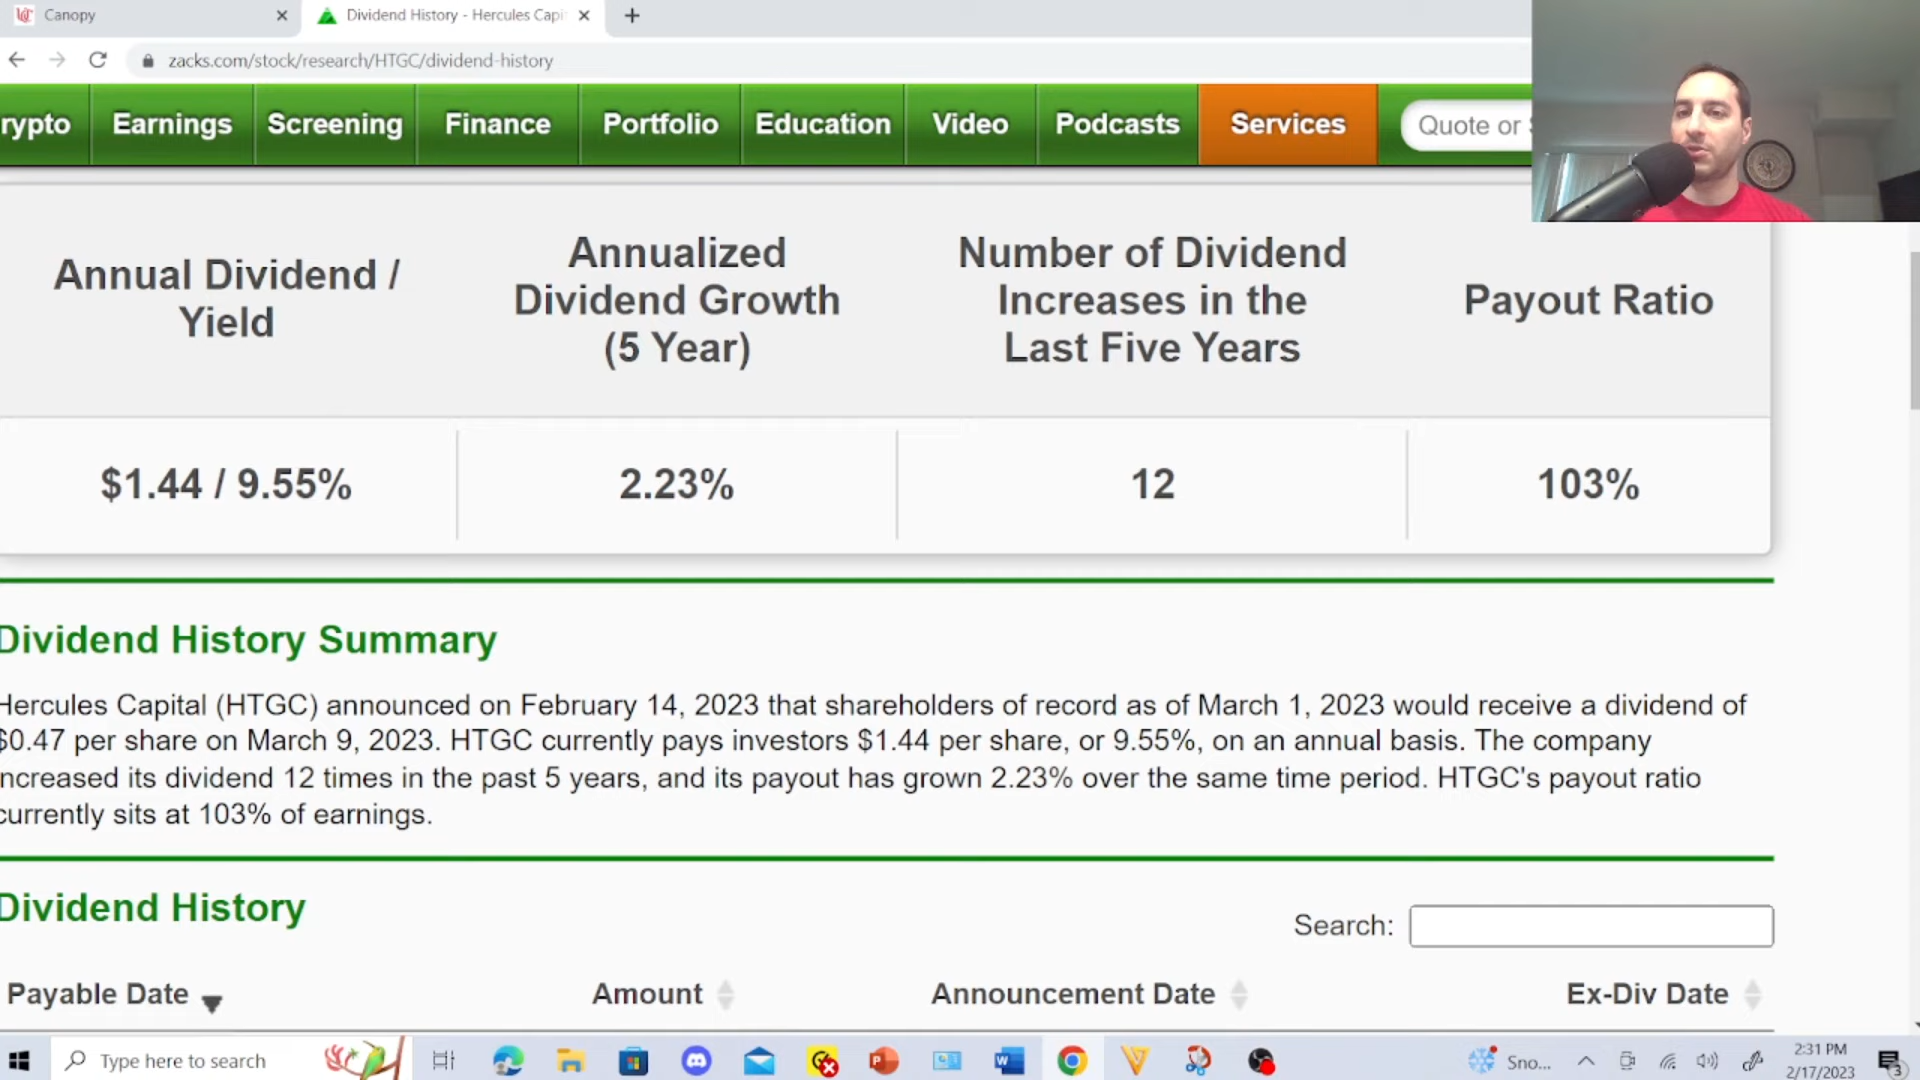 Canopy
Dividend History - Hercules Capi
zacks.com/stock/research/HTGC/dividend-history
rypto Earnings Screening Finance Portfolio Education Video Podcasts Services Quote or
Annual Dividend /
Yield
Annualized
Dividend Growth
(5 Year)
Number of Dividend
Increases in the
Last Five Years
Payout Ratio
$1.44 / 9.55%
2.23%
12
103%
Dividend History Summary
Hercules Capital (HTGC) announced on February 14, 2023 that shareholders of record as of March 1, 2023 would receive a dividend of
$0.47 per share on March 9, 2023. HTGC currently pays investors $1.44 per share, or 9.55%, on an annual basis. The company
increased its dividend 12 times in the past 5 years, and its payout has grown 2.23% over the same time period. HTGC's payout ratio
currently sits at 103% of earnings.
Dividend History
Search:
Payable Date Amount Announcement Date Ex-Div Date
Type here to search
Sno...
2:31 PM
2/17/2023
3